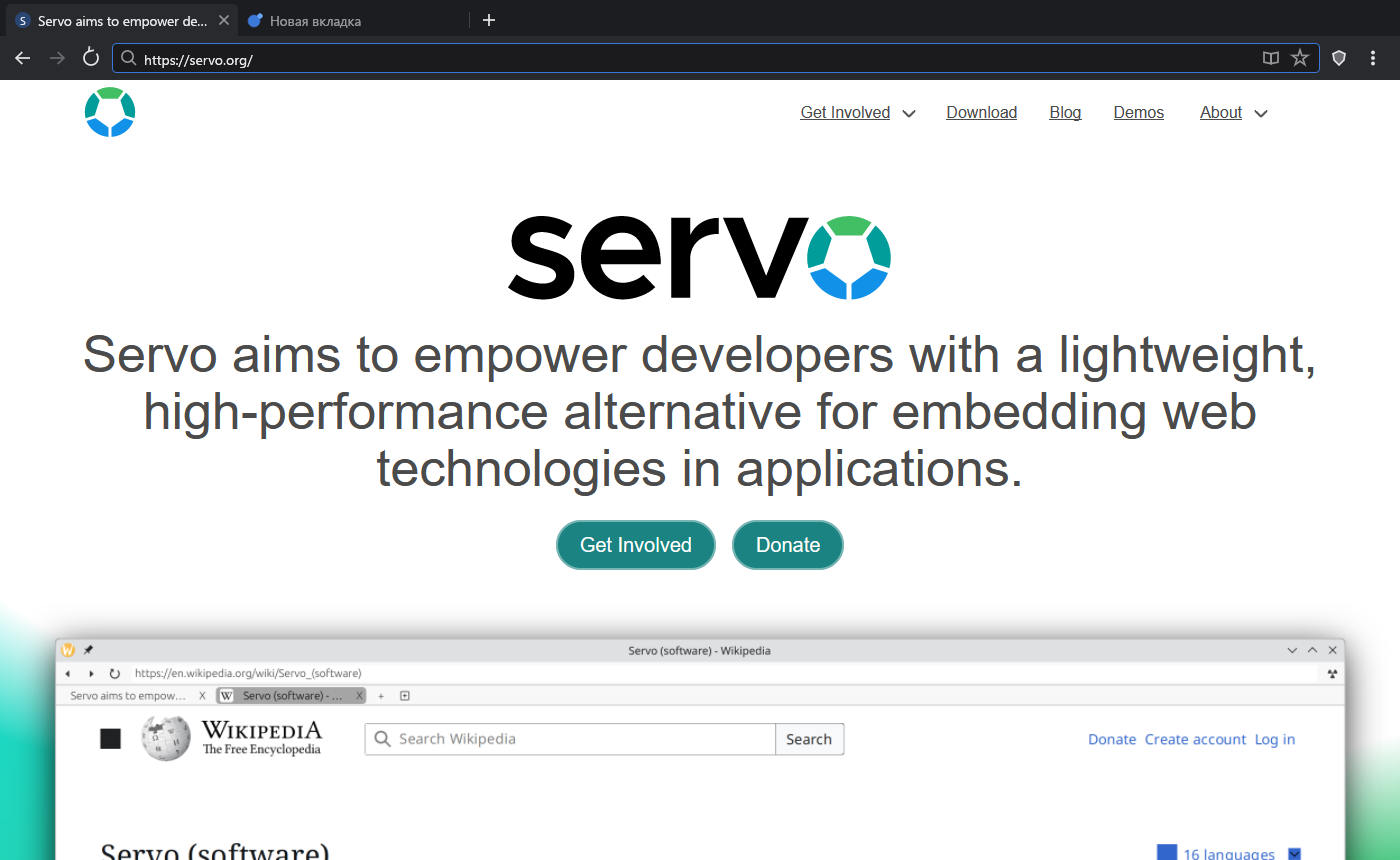 S Servo aims to empower de...
Новая вкладка
https://servo.org/
Get Involved Download Blog Demos About
servo
Servo aims to empower developers with a lightweight,
high-performance alternative for embedding web
technologies in applications.
Get Involved Donate
Servo (software) - Wikipedia
https://en.wikipedia.org/wiki/Servo_(software)
Servo aims to empow... X W Servo (software) - ... X +
WIKIPEDIA
The Free Encyclopedia
Search Wikipedia Search
Donate Create account Log in
Servo (software)
16 languages